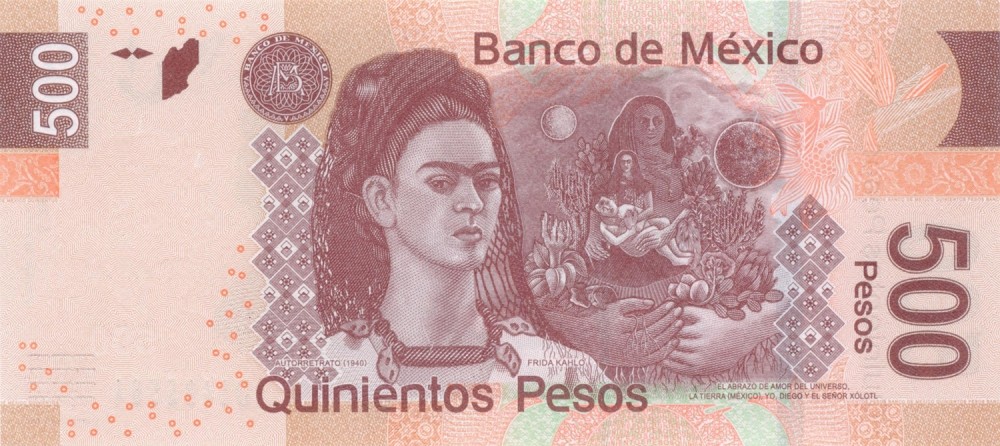 Banco de México
500
BANCO DE MEXICO
500
Pesos
AUTORRETRATO (1940)
FRIDA KAHLO
Quinientos Pesos
EL ABRAZO DE AMOR DEL UNIVERSO,
LA TIERRA (MÉXICO), YO, DIEGO Y EL SEÑOR XÓLOTL